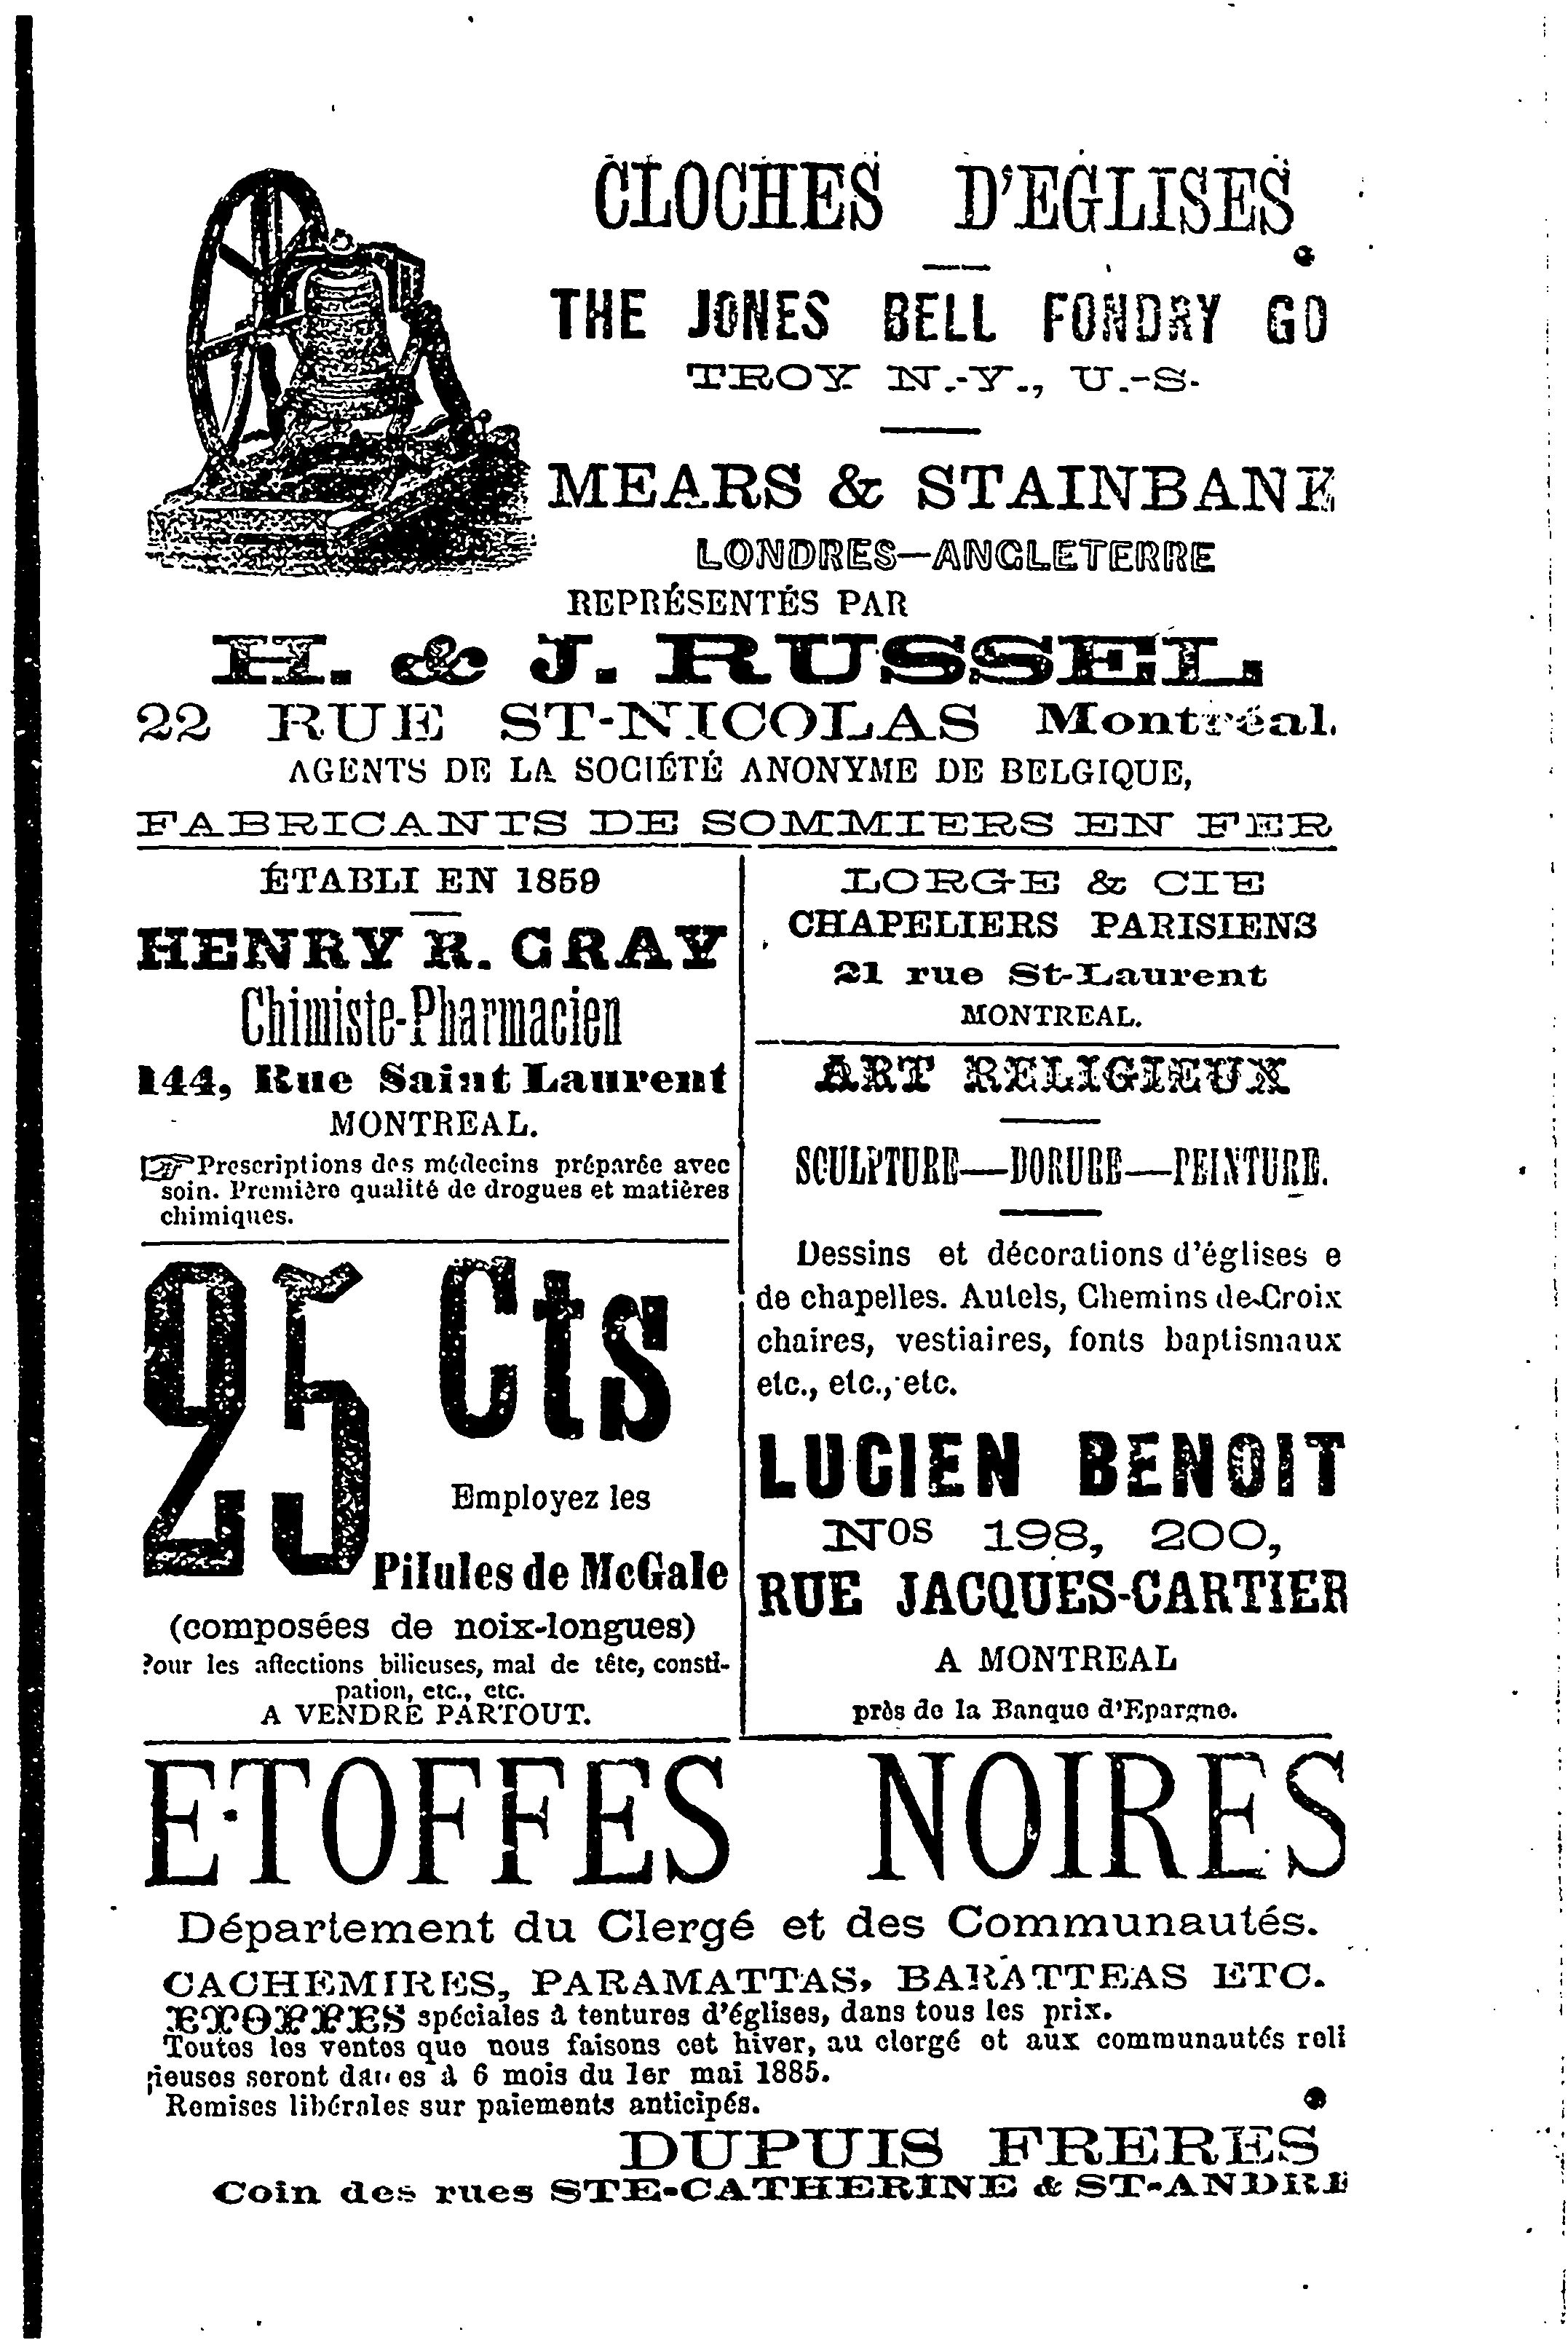 CLOCHES D'EGLISES
THE JONES BELL FONDRY CO
TROY N.-Y., U.-S.
MEARS & STAINBANK
LONDRES—ANGLETERRE
REPRÉSENTÉS PAR
H. & J. RUSSEL
22 RUE ST-NICOLAS Montréal.
AGENTS DE LA SOCIÉTÉ ANONYME DE BELGIQUE,
FABRICANTS DE SOMMIERS EN FER
ÉTABLI EN 1859
HENRY R. GRAY
Chimiste-Pharmacien
144, Rue Saint Laurent
MONTREAL.
☞Prescriptions des médecins préparée avec
soin. Première qualité de drogues et matières
chimiques.
25 Cts
Employez les
Pilules de McGale
(composées de noix-longues)
Pour les affections bilieuses, mal de tête, consti-
pation, etc., etc.
A VENDRE PARTOUT.
LORGE & CIE
CHAPELIERS PARISIENS
21 rue St-Laurent
MONTREAL.
ART RELIGIEUX
SCULPTURE—DORURE—PEINTURE.
Dessins et décorations d'églises e
de chapelles. Autels, Chemins de-Croix
chaires, vestiaires, fonts baptismaux
etc., etc., etc.
LUCIEN BENOIT
Nos 198, 200,
RUE JACQUES-CARTIER
A MONTREAL
près de la Banque d'Epargne.
ETOFFES NOIRES
Département du Clergé et des Communautés.
CACHEMIRES, PARAMATTAS, BARATTEAS ETC.
ETOFFES spéciales à tentures d'églises, dans tous les prix.
Toutes les ventes que nous faisons cet hiver, au clergé et aux communautés reli
gieuses seront datées à 6 mois du 1er mai 1885.
Remises libérales sur paiements anticipés.
DUPUIS FRERES
Coin des rues STE-CATHERINE & ST-ANDRE